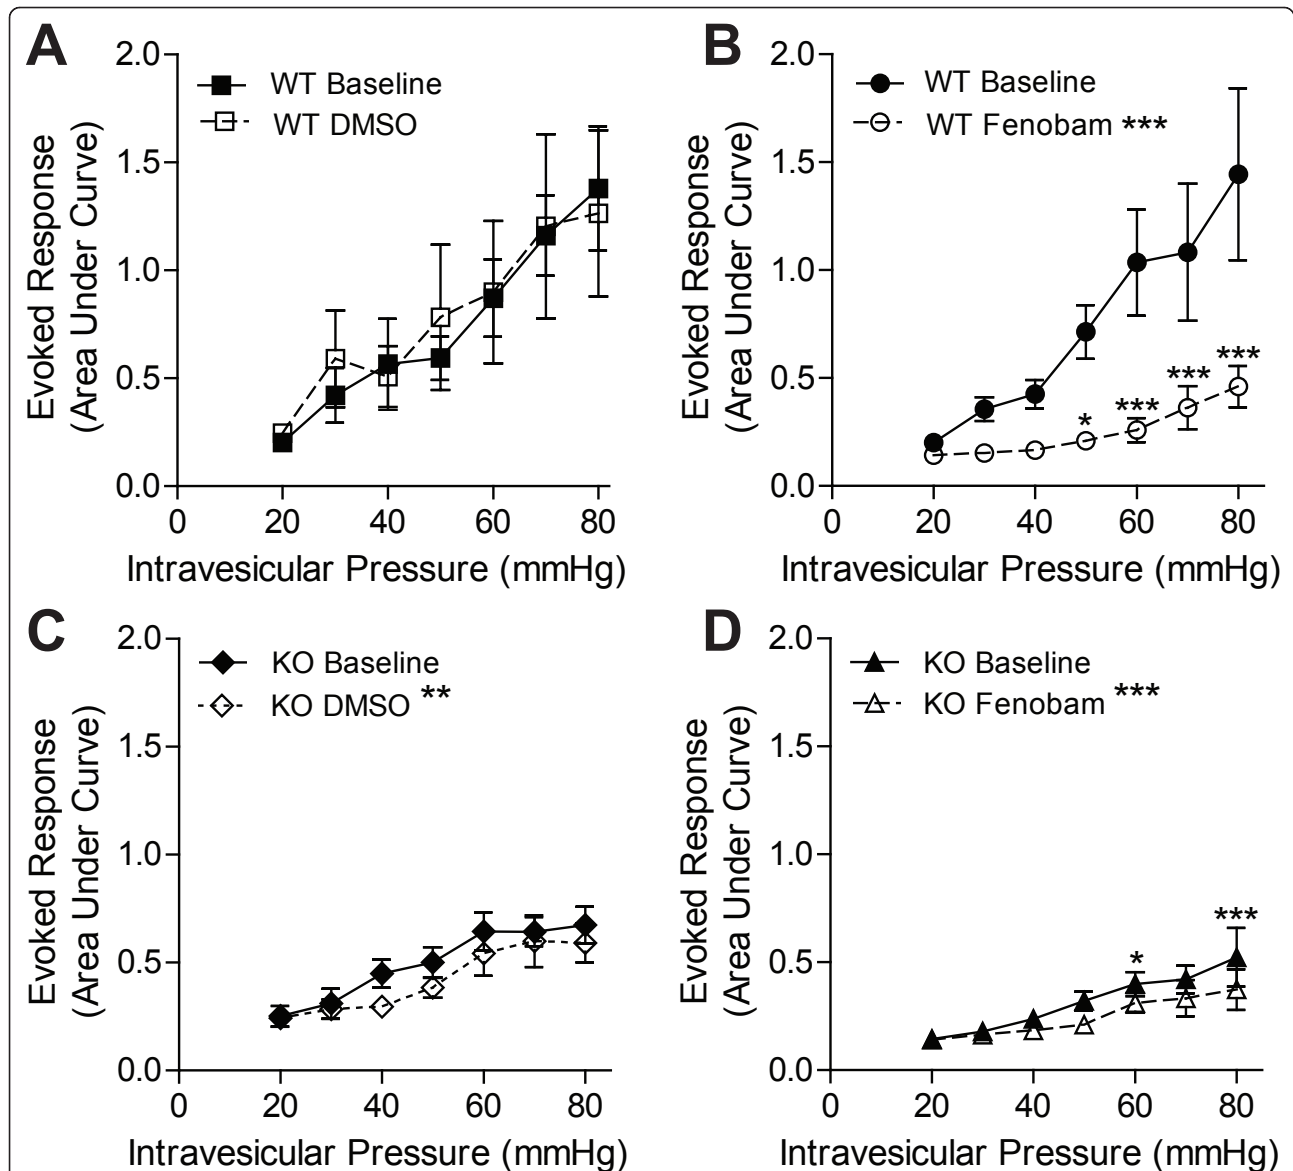 A
2.0
1.5
1.0
0.5
0.0
0
20
40
60
80
WT Baseline
WT DMSO
Evoked Response
(Area Under Curve)
Intravesicular Pressure (mmHg)
B
2.0
1.5
1.0
0.5
0.0
0
20
40
60
80
WT Baseline
WT Fenobam ***
*
***
***
***
Evoked Response
(Area Under Curve)
Intravesicular Pressure (mmHg)
C
2.0
1.5
1.0
0.5
0.0
0
20
40
60
80
KO Baseline
KO DMSO **
Evoked Response
(Area Under Curve)
Intravesicular Pressure (mmHg)
D
2.0
1.5
1.0
0.5
0.0
0
20
40
60
80
KO Baseline
KO Fenobam ***
*
***
Evoked Response
(Area Under Curve)
Intravesicular Pressure (mmHg)